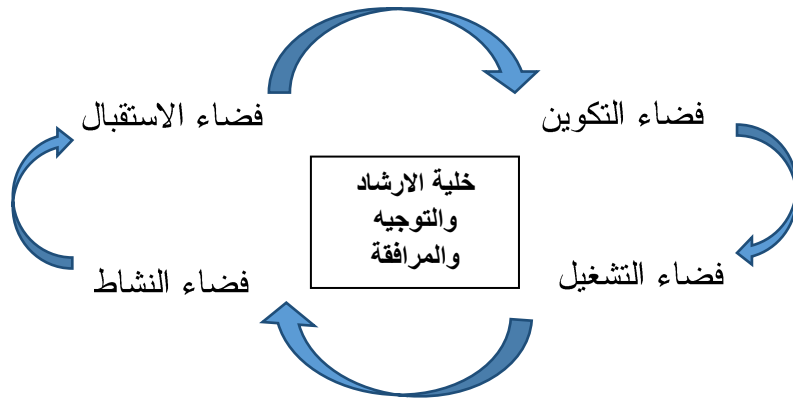 فضاء الاستقبال
فضاء التكوين
خلية الارشاد
والتوجيه
والمرافقة
فضاء التشغيل
فضاء النشاط